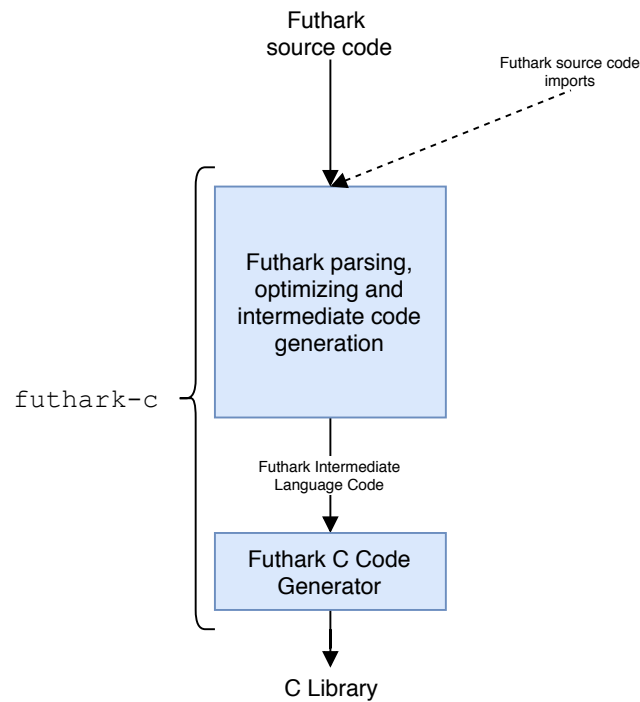 Futhark
source code
Futhark source code
imports
Futhark parsing,
optimizing and
intermediate code
generation
futhark-c
Futhark Intermediate
Language Code
Futhark C Code
Generator
C Library